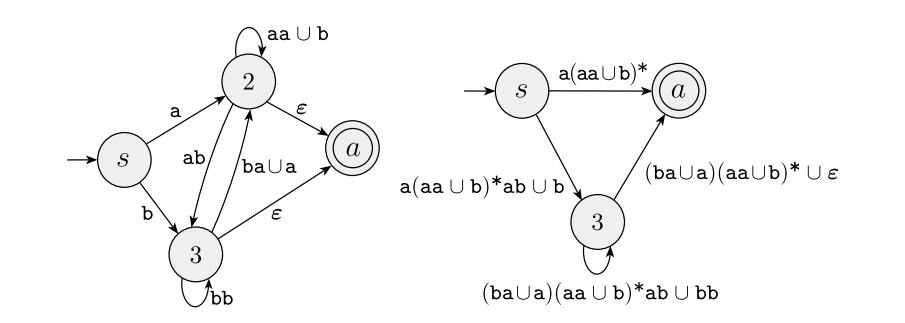 aa ∪ b
2
a
ε
s
ab
ba∪a
a
b
ε
3
bb
s
a(aa∪b)*
a
a(aa ∪ b)*ab ∪ b
(ba∪a)(aa∪b)* ∪ ε
3
(ba∪a)(aa ∪ b)*ab ∪ bb